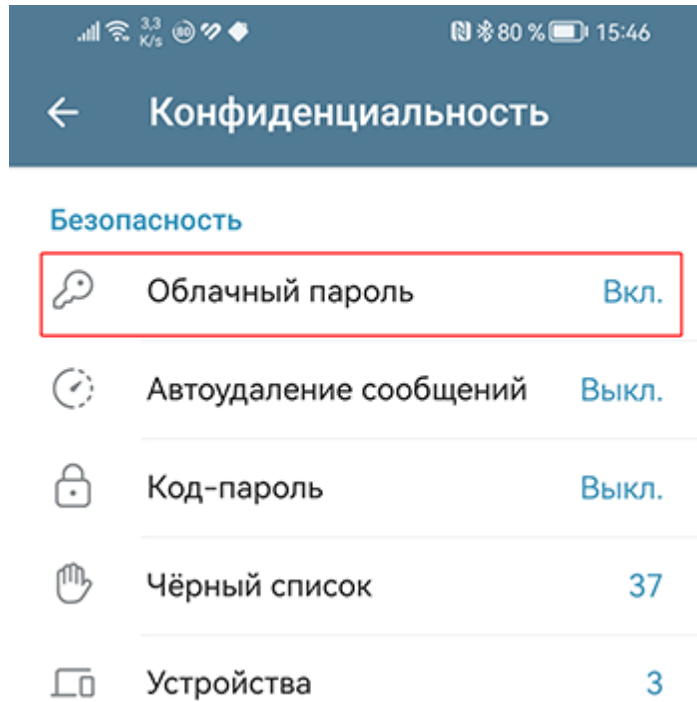 3,3 K/s 80 80 % 15:46
Конфиденциальность
Безопасность
Облачный пароль Вкл.
Автоудаление сообщений Выкл.
Код-пароль Выкл.
Чёрный список 37
Устройства 3